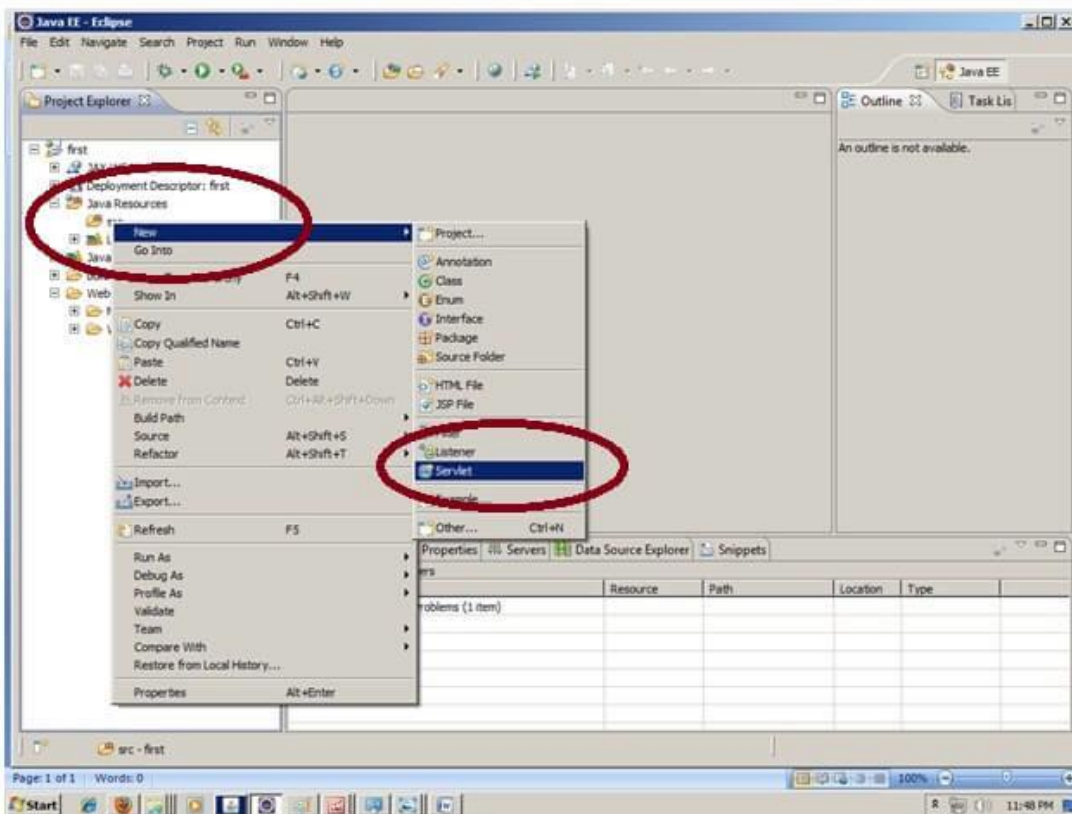 Java EE - Eclipse
File Edit Navigate Search Project Run Window Help
Java EE
Project Explorer
Outline
Task Lis
An outline is not available.
first
Deployment Descriptor: first
Java Resources
New
Go Into
F4
Show In Alt+Shift+W
Copy Ctrl+C
Copy Qualified Name
Paste Ctrl+V
Delete Delete
Remove from Context Ctrl+Alt+Shift+Down
Build Path
Source Alt+Shift+S
Refactor Alt+Shift+T
Import...
Export...
Refresh F5
Run As
Debug As
Profile As
Validate
Team
Compare With
Restore from Local History...
Properties Alt+Enter
Project...
Annotation
Class
Enum
Interface
Package
Source Folder
HTML File
JSP File
Listener
Servlet
Other... Ctrl+N
Java
Web
Properties Servers Data Source Explorer Snippets
Resource Path Location Type
roblems (1 item)
src - first
Page: 1 of 1 Words: 0
100%
Start
11:48 PM